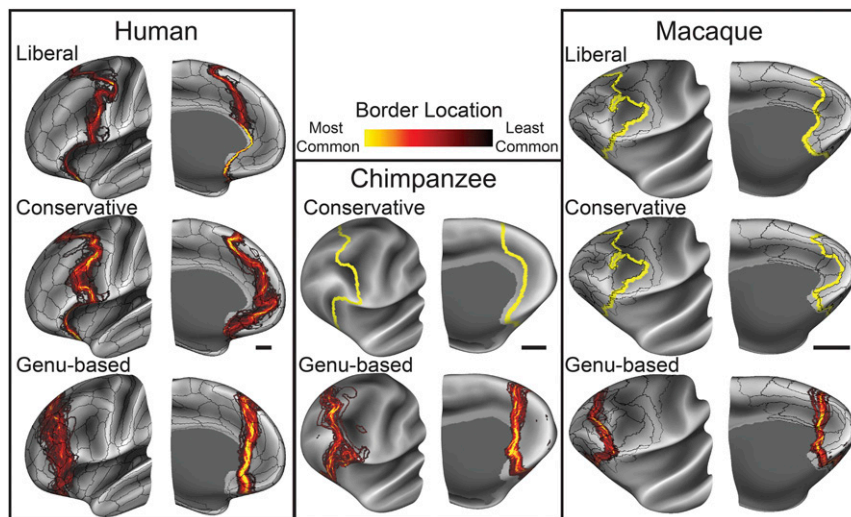 Human
Liberal
Conservative
Genu-based
Border Location
Most
Common
Least
Common
Chimpanzee
Conservative
Genu-based
Macaque
Liberal
Conservative
Genu-based